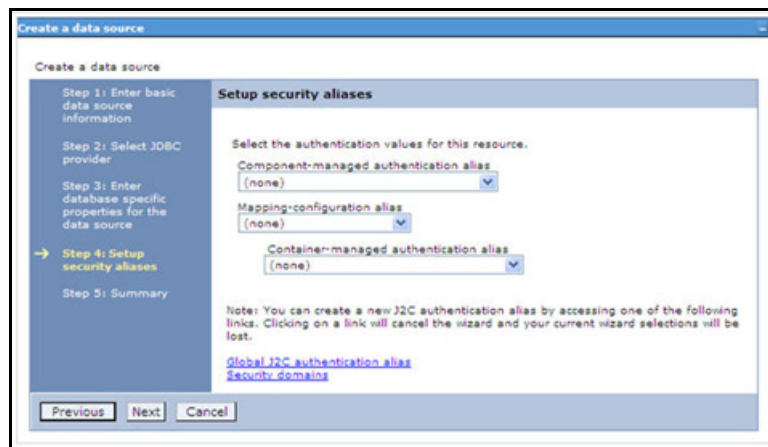 Create a data source
Create a data source
Step 1: Enter basic
data source
information
Step 2: Select JDBC
provider
Step 3: Enter
database specific
properties for the
data source
Step 4: Setup
security aliases
Step 5: Summary
Setup security aliases
Select the authentication values for this resource.
Component-managed authentication alias
(none)
Mapping-configuration alias
(none)
Container-managed authentication alias
(none)
Note: You can create a new J2C authentication alias by accessing one of the following
links. Clicking on a link will cancel the wizard and your current wizard selections will be
lost.
Global J2C authentication alias
Security domains
Previous Next Cancel